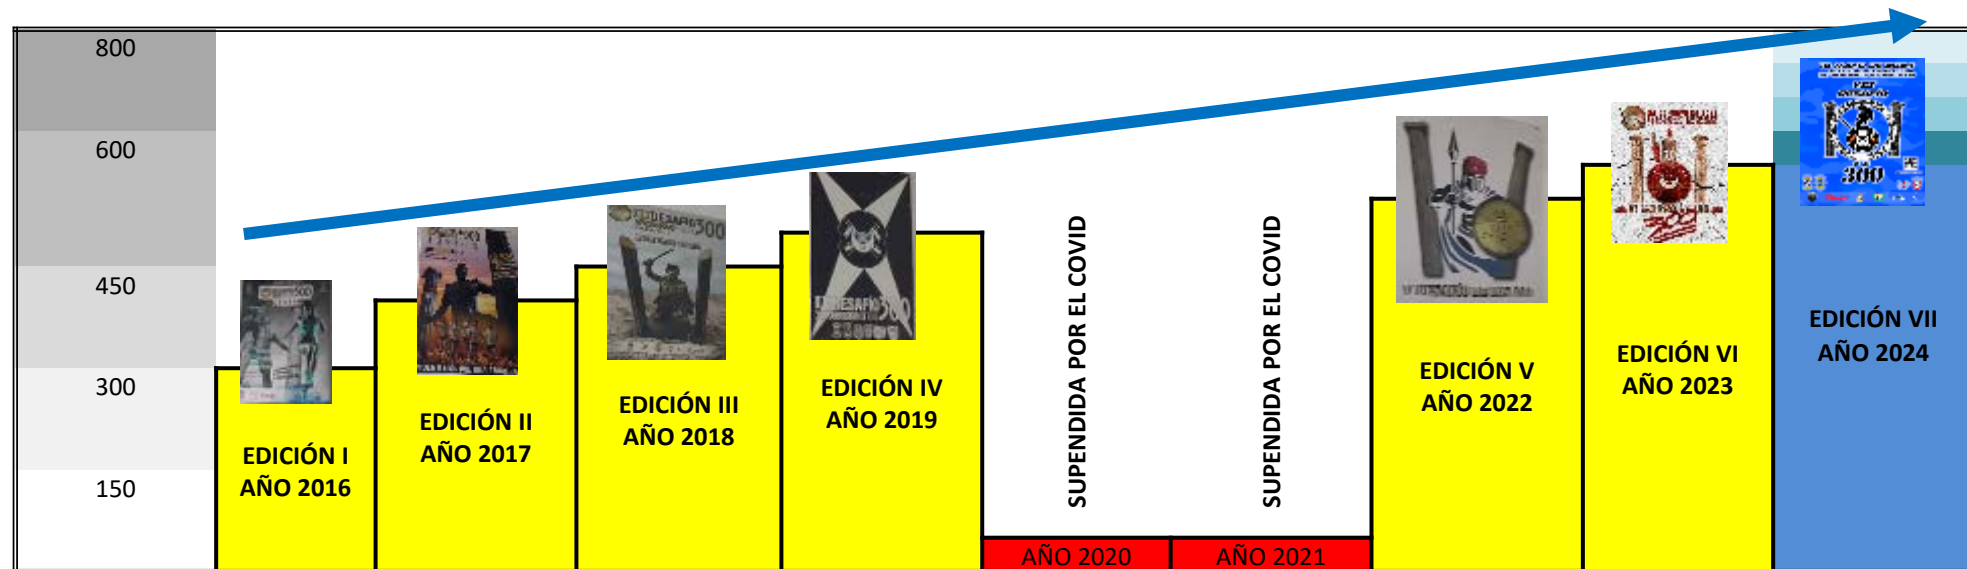 800
600
450
300
150
EDICIÓN I
AÑO 2016
EDICIÓN II
AÑO 2017
EDICIÓN III
AÑO 2018
EDICIÓN IV
AÑO 2019
SUPENDIDA POR EL COVID
AÑO 2020
SUPENDIDA POR EL COVID
AÑO 2021
EDICIÓN V
AÑO 2022
EDICIÓN VI
AÑO 2023
300
EDICIÓN VII
AÑO 2024